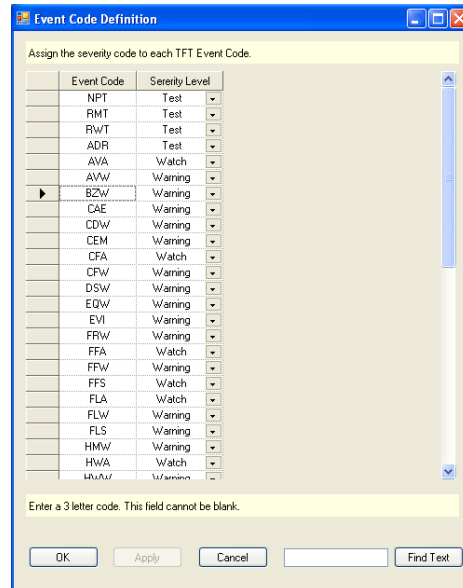 Event Code Definition
Assign the severity code to each TFT Event Code.
Event Code Sererity Level
NPT Test
RMT Test
RWT Test
ADR Test
AVA Watch
AVW Warning
BZW Warning
CAE Warning
CDW Warning
CEM Warning
CFA Watch
CFW Warning
DSW Warning
EQW Warning
EVI Warning
FRW Warning
FFA Watch
FFW Warning
FFS Watch
FLA Watch
FLW Warning
FLS Warning
HMW Warning
HWA Watch
HWW Warning
Enter a 3 letter code. This field cannot be blank.
OK Apply Cancel Find Text